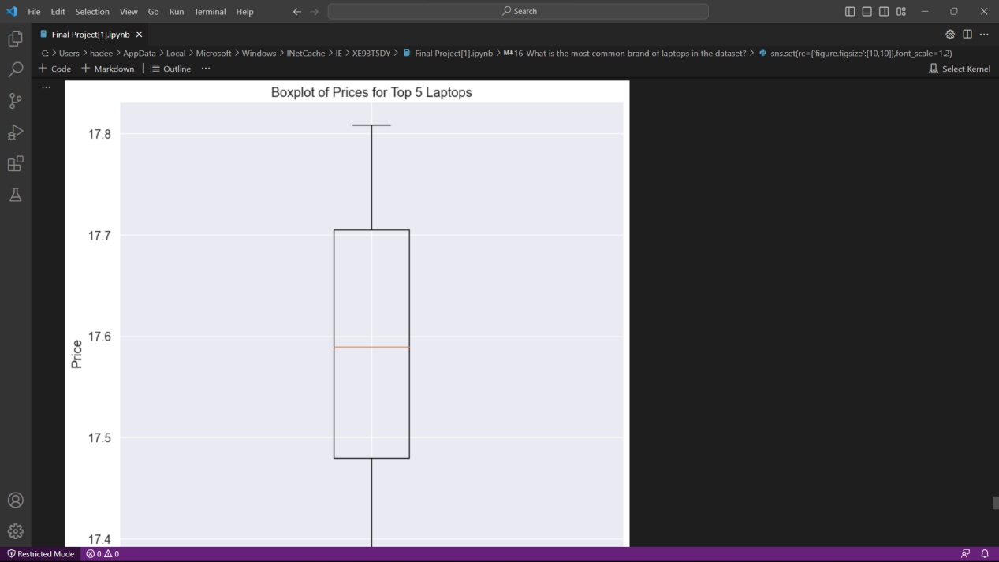 File Edit Selection View Go Run Terminal Help Search
Final Project[1].ipynb
C: > Users > hadee > AppData > Local > Microsoft > Windows > INetCache > IE > XE93T5DY > Final Project[1].ipynb > M↓16-What is the most common brand of laptops in the dataset? > sns.set(rc={'figure.figsize':[10,10]},font_scale=1.2)
+ Code + Markdown | Outline ... Select Kernel
Boxplot of Prices for Top 5 Laptops
17.8
17.7
17.6
Price
17.5
17.4
Restricted Mode 0 0